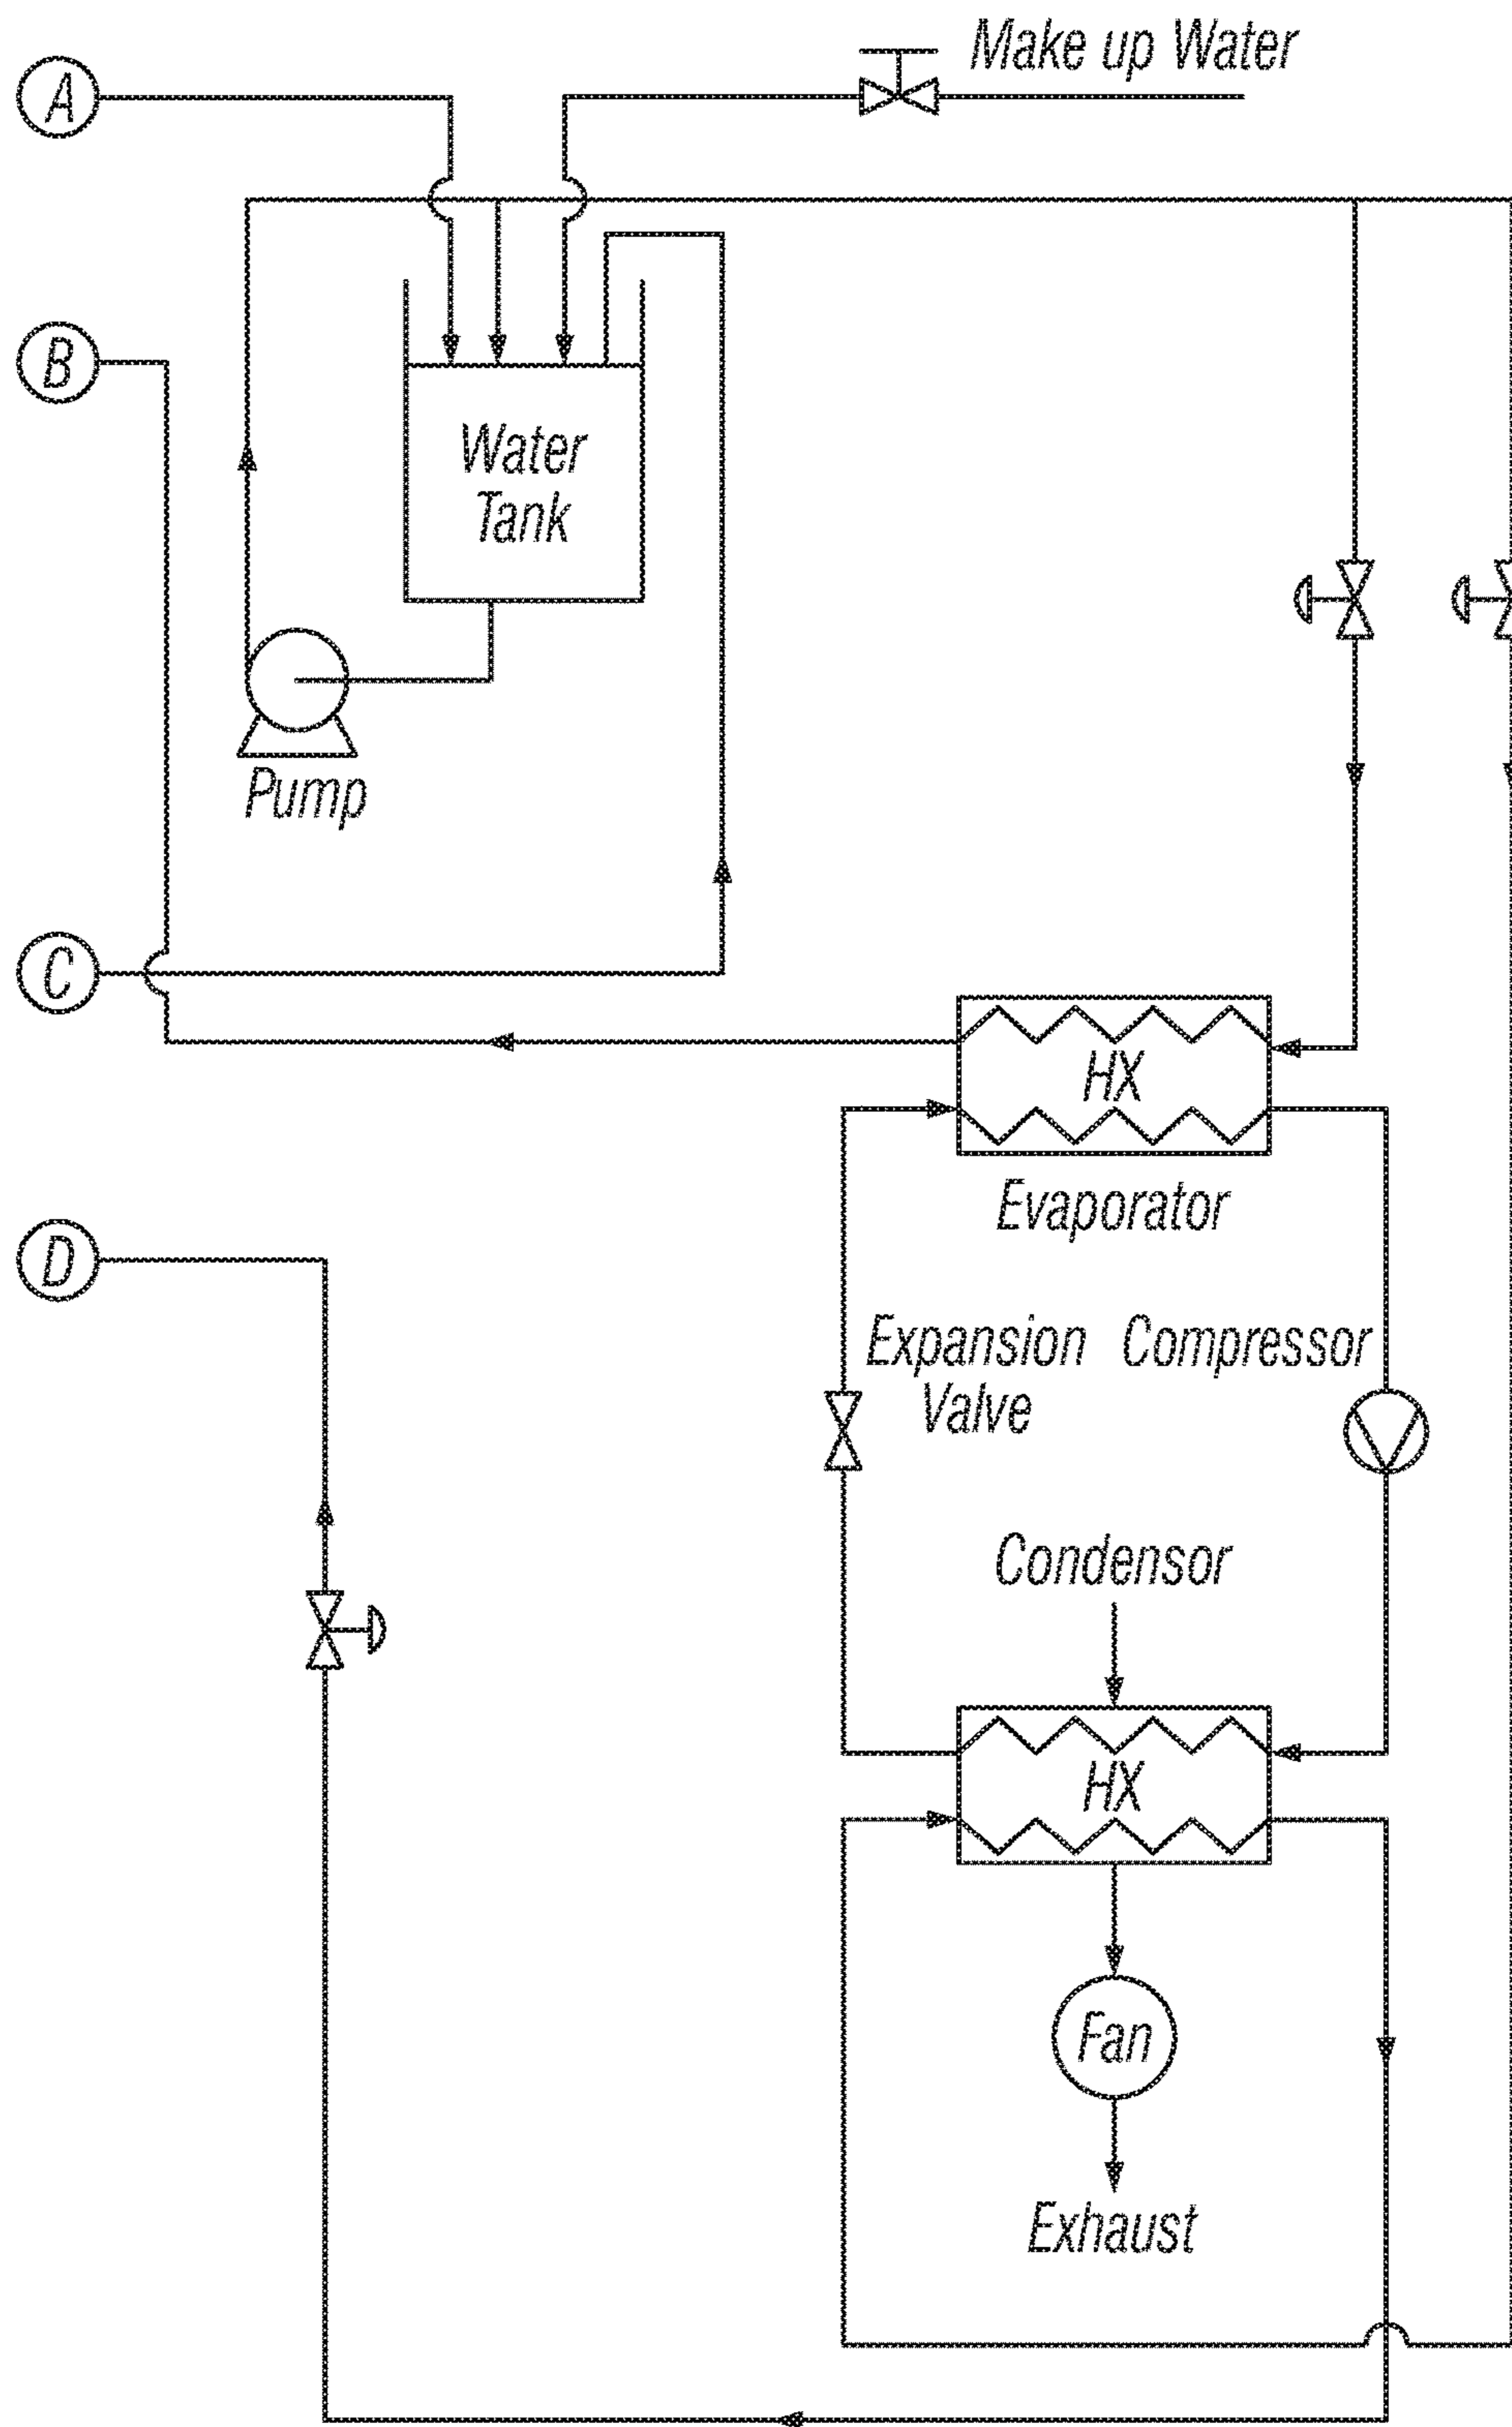 A
Make up Water
B
Water
Tank
Pump
C
HX
Evaporator
D
Expansion
Valve
Compressor
Condensor
HX
Fan
Exhaust